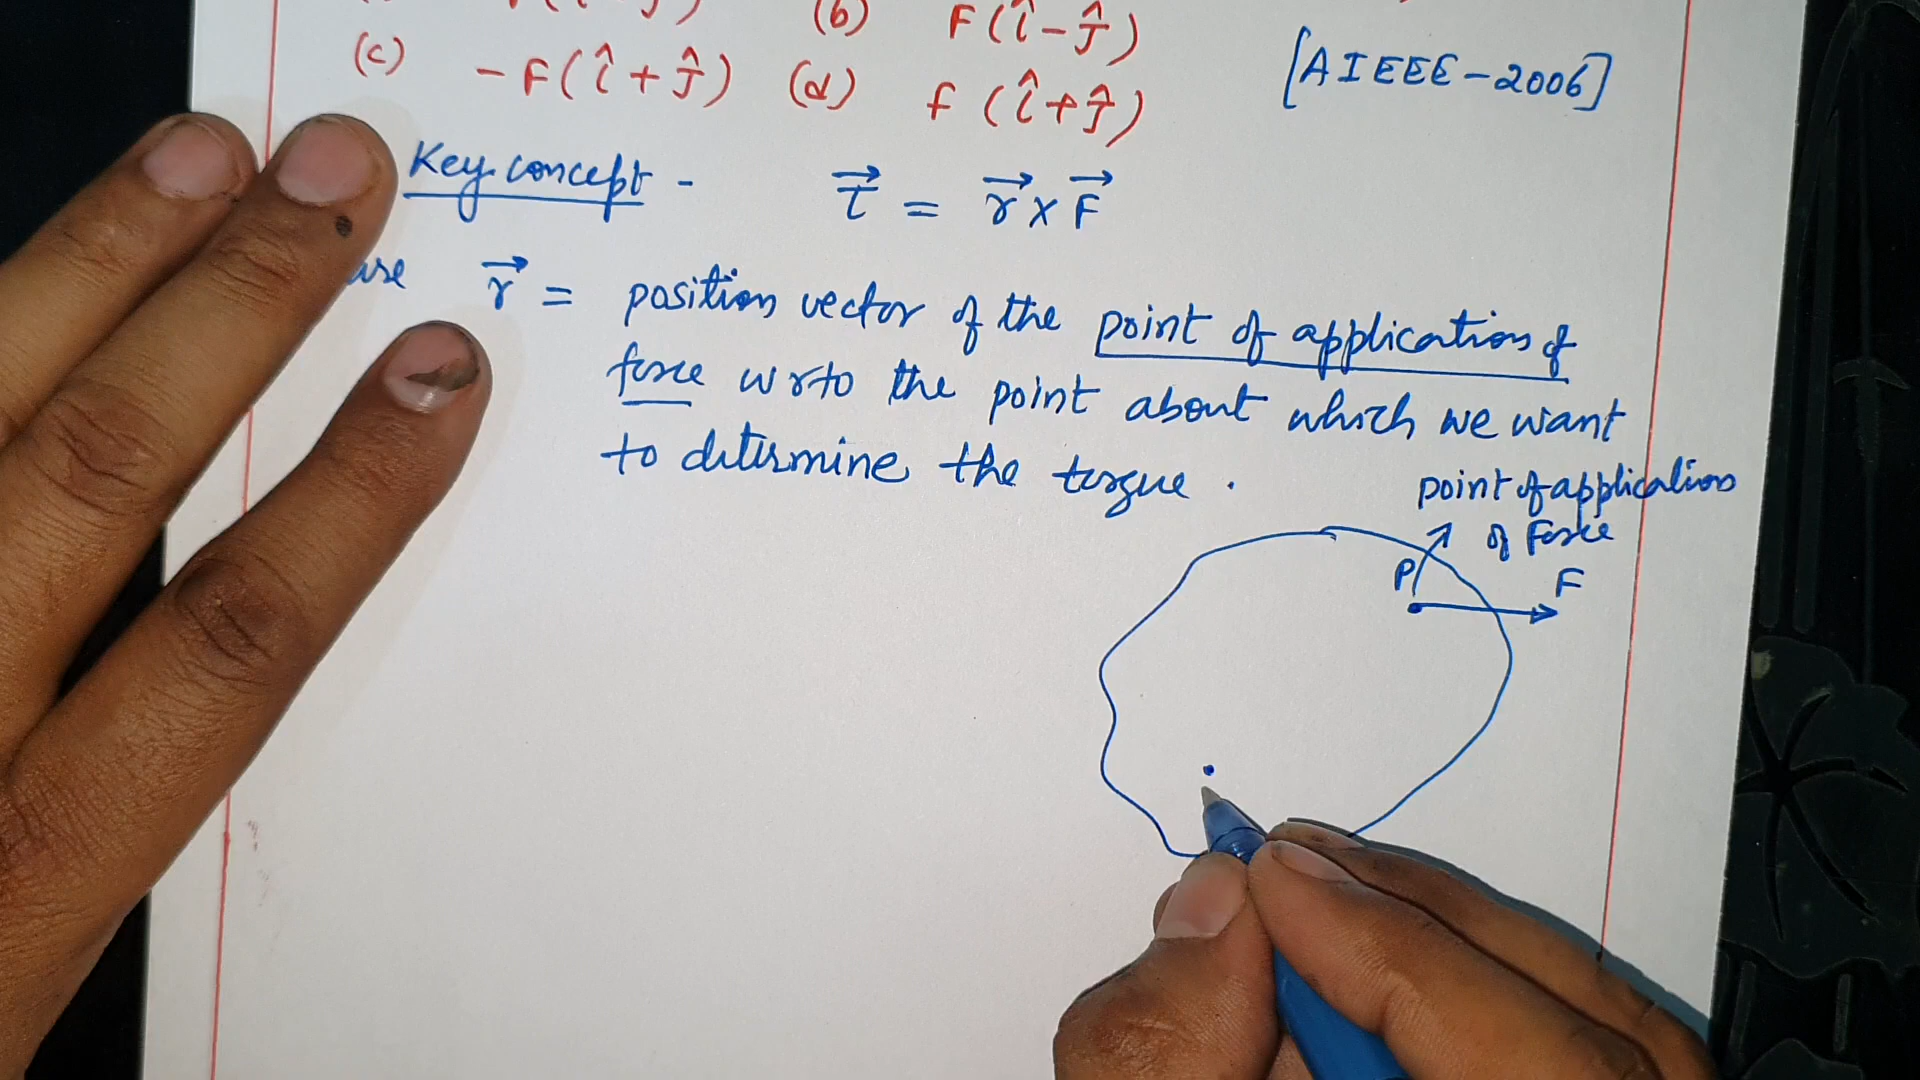 (b) F(î-ĵ)
(c) -F(î+ĵ) (d) F(î+ĵ)
[AIEEE-2006]
Key concept - τ⃗ = r⃗ x F⃗
r⃗ = position vector of the point of application of
force w r to the point about which we want
to determine the torque .
point of application
of Force
P
F